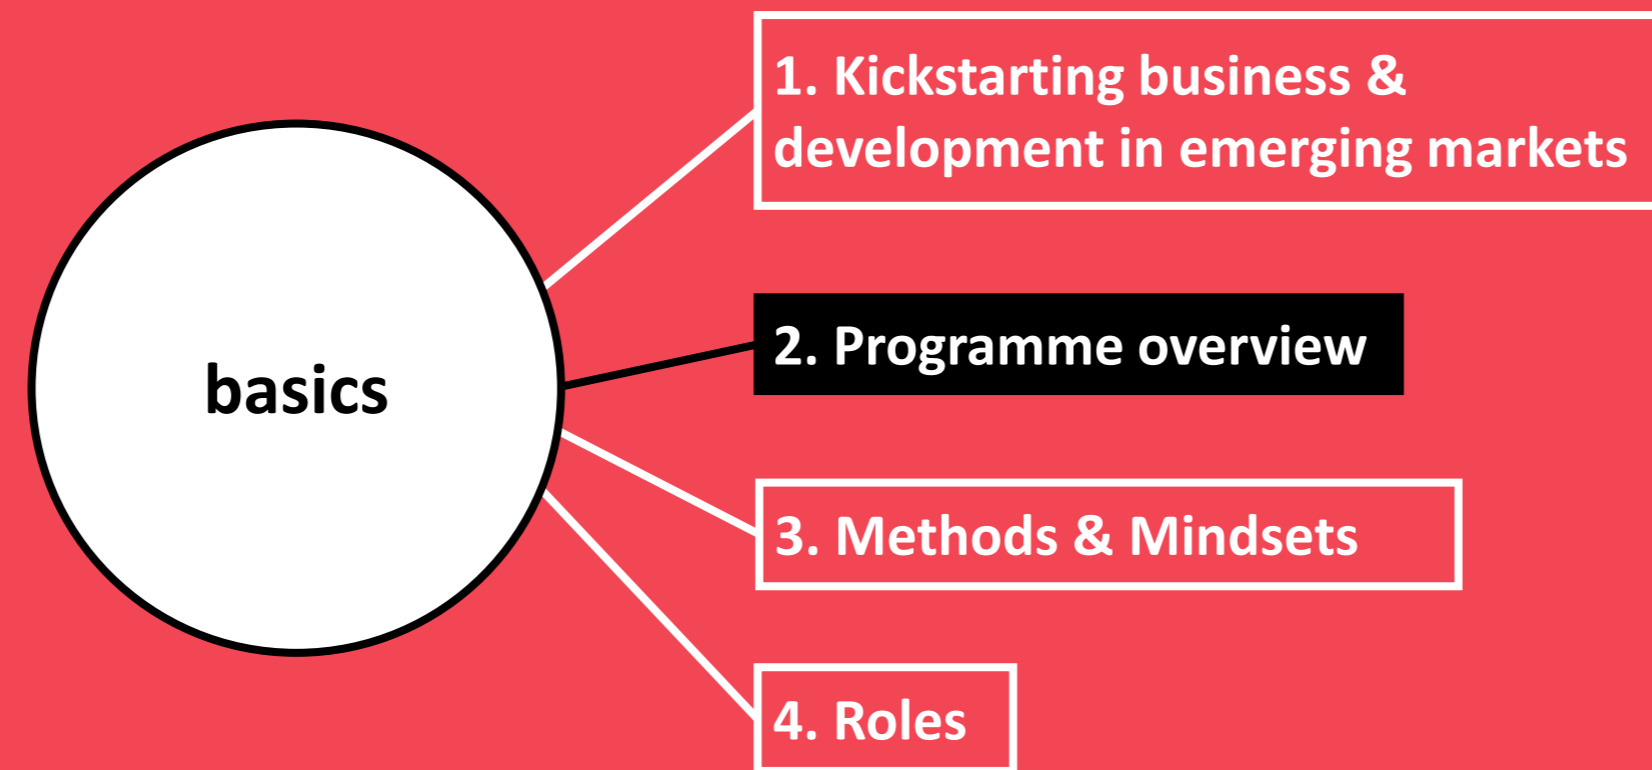 1. Kickstarting business &
development in emerging markets
basics
2. Programme overview
3. Methods & Mindsets
4. Roles